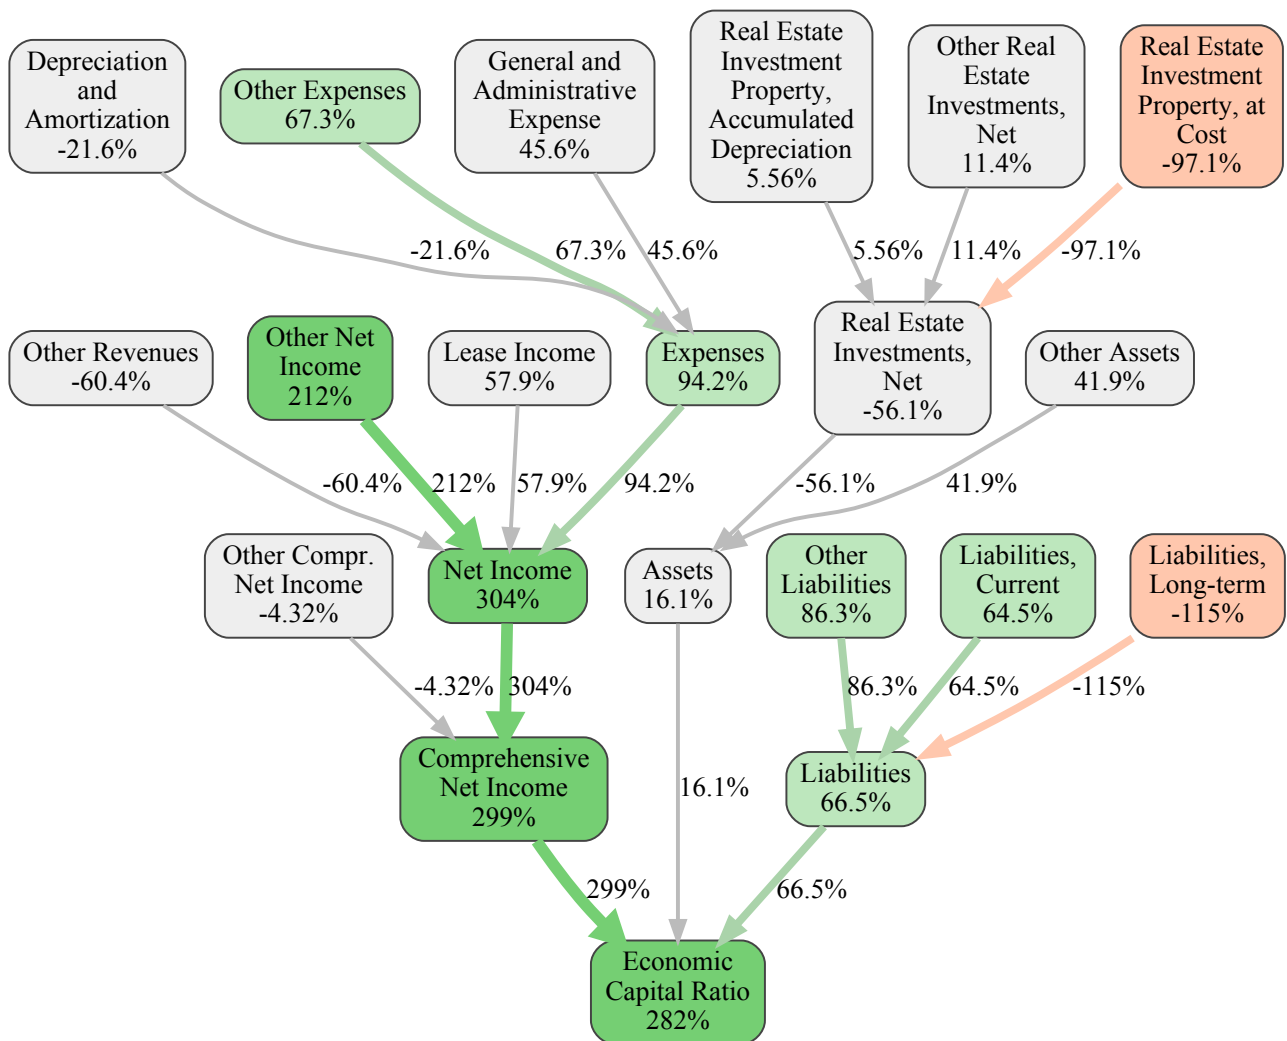 Depreciation
and
Amortization
-21.6%
Other Expenses
67.3%
General and
Administrative
Expense
45.6%
Real Estate
Investment
Property,
Accumulated
Depreciation
5.56%
Other Real
Estate
Investments,
Net
11.4%
Real Estate
Investment
Property, at
Cost
-97.1%
-21.6%
67.3%
45.6%
5.56%
11.4%
-97.1%
Other Revenues
-60.4%
Other Net
Income
212%
Lease Income
57.9%
Expenses
94.2%
Real Estate
Investments,
Net
-56.1%
Other Assets
41.9%
-60.4%
212%
57.9%
94.2%
-56.1%
41.9%
Other Compr.
Net Income
-4.32%
Net Income
304%
Assets
16.1%
Other
Liabilities
86.3%
Liabilities,
Current
64.5%
Liabilities,
Long-term
-115%
-4.32%
304%
86.3%
64.5%
-115%
Comprehensive
Net Income
299%
16.1%
Liabilities
66.5%
299%
66.5%
Economic
Capital Ratio
282%